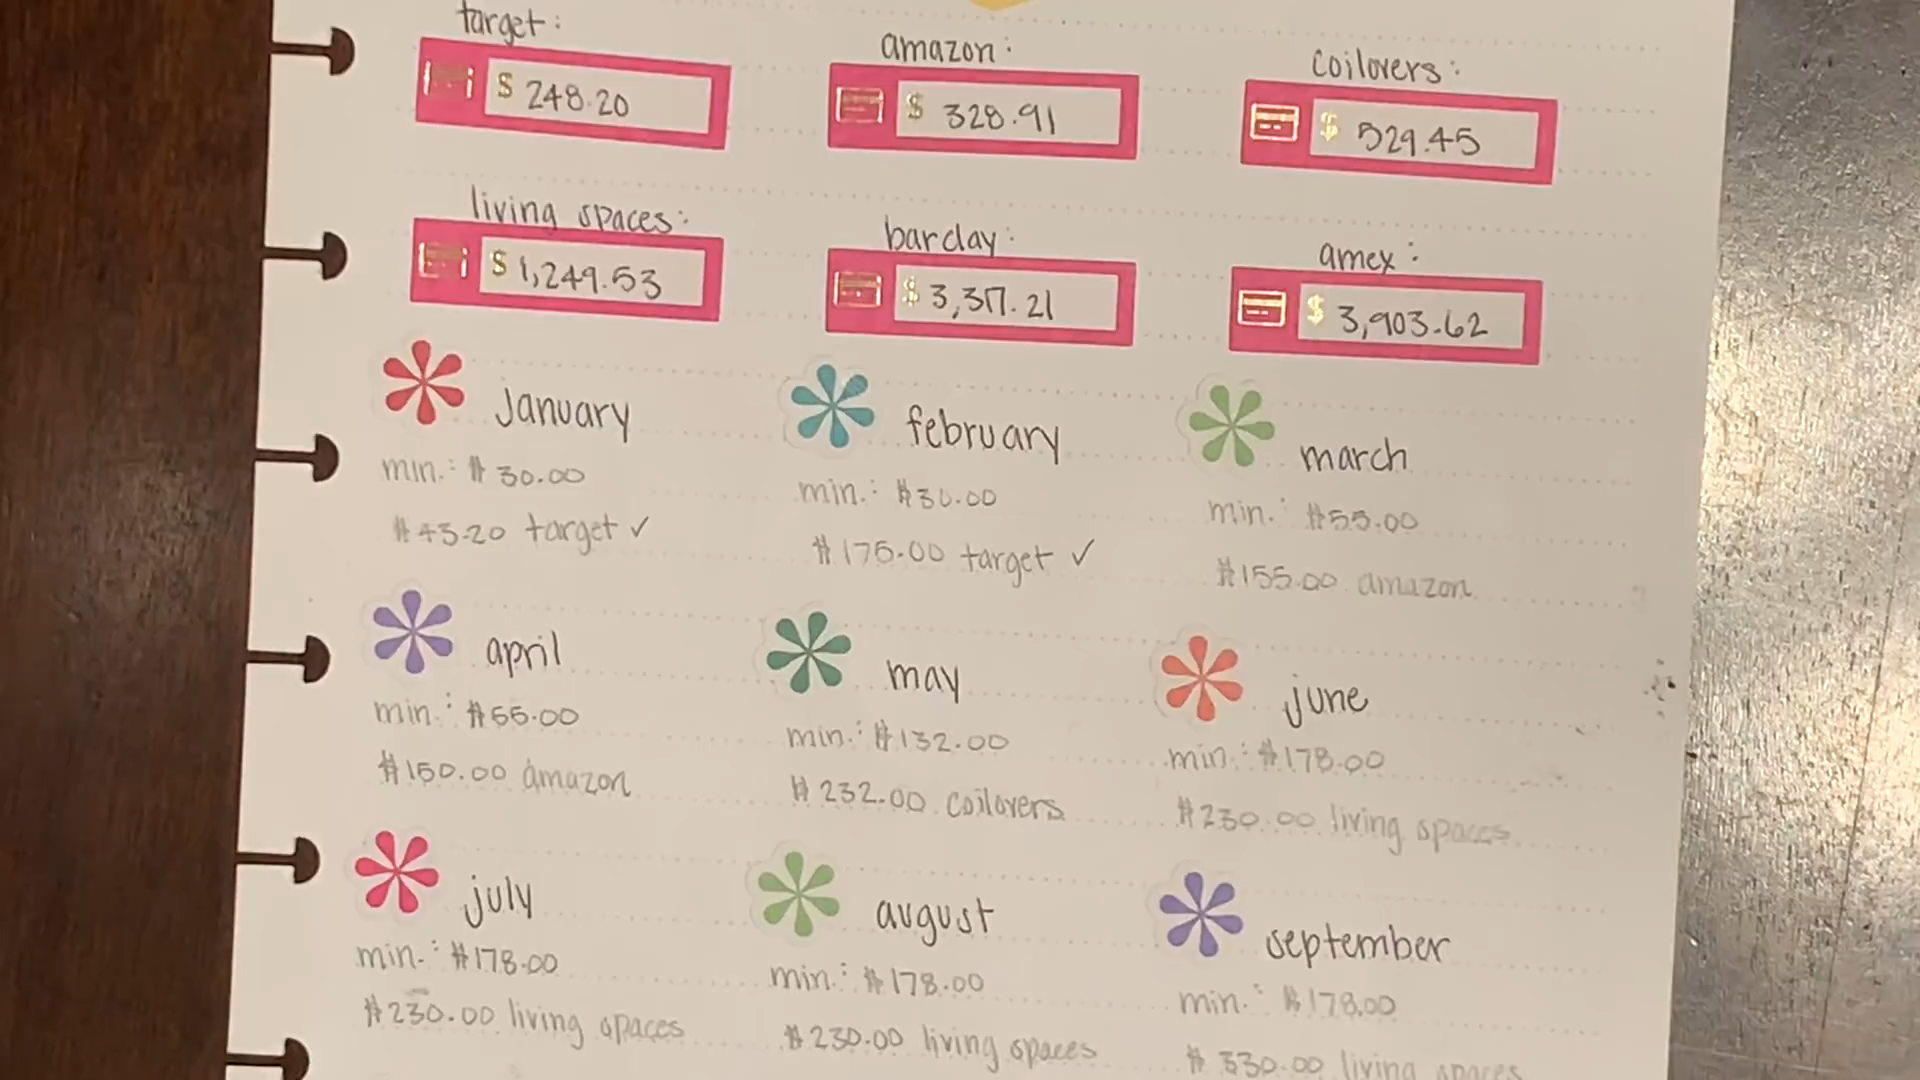 target:
$ 248.20
amazon:
$ 328.91
coilovers:
$ 529.45
living spaces:
$ 1,249.53
barclay:
$ 3,317.21
amex:
$ 3,903.62
january
min.: $30.00
$43.20 target ✓
february
min.: $30.00
$175.00 target ✓
march
min.: $55.00
$155.00 amazon
april
min.: $55.00
$150.00 amazon
may
min.: $132.00
$232.00 coilovers
june
min.: $178.00
$230.00 living spaces
july
min.: $178.00
$230.00 living spaces
august
min.: $178.00
$230.00 living spaces
september
min.: $178.00
$330.00 living spaces